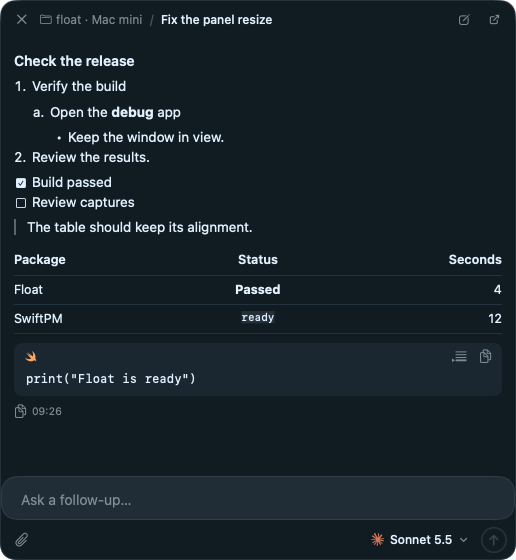 float · Mac mini / Fix the panel resize
Check the release
1. Verify the build
a. Open the debug app
• Keep the window in view.
2. Review the results.
Build passed
Review captures
The table should keep its alignment.
Package Status Seconds
Float Passed 4
SwiftPM ready 12
print("Float is ready")
09:26
Ask a follow-up...
Sonnet 5.5